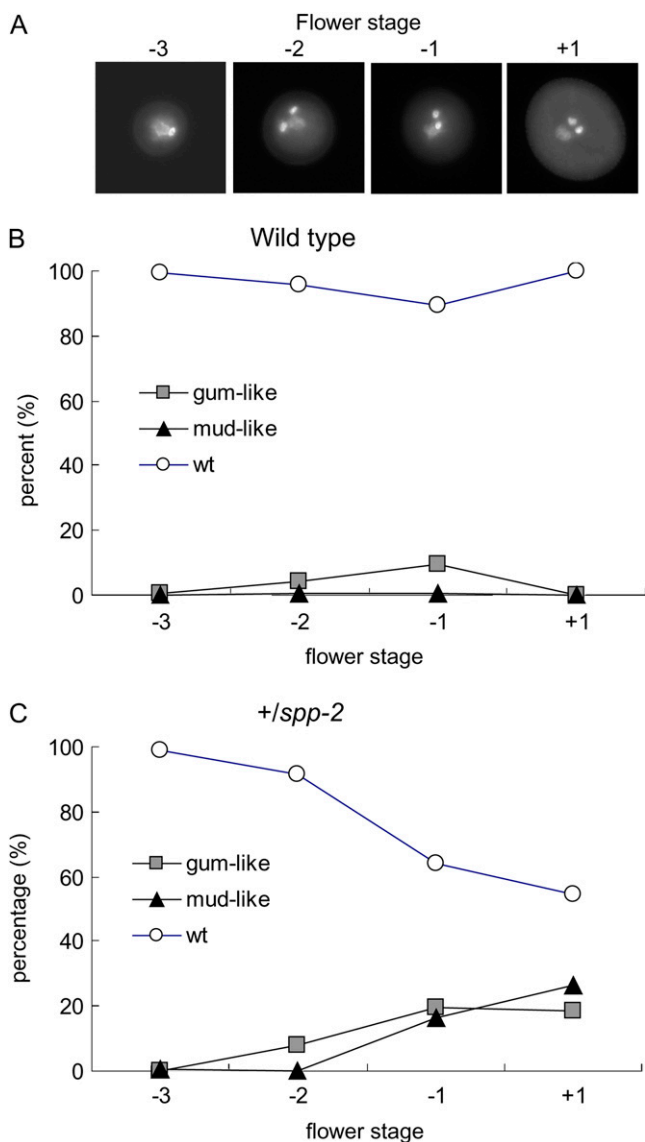 A
Flower stage
-3 -2 -1 +1
B
Wild type
100
80
60
40
20
0
percent (%)
gum-like
mud-like
wt
-3 -2 -1 +1
flower stage
C
+/spp-2
100
80
60
40
20
0
percentage (%)
gum-like
mud-like
wt
-3 -2 -1 +1
flower stage